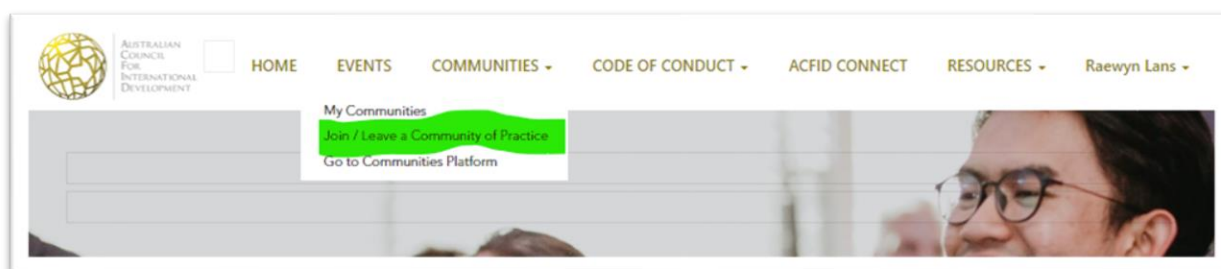 AUSTRALIAN
COUNCIL
FOR
INTERNATIONAL
DEVELOPMENT
HOME EVENTS COMMUNITIES CODE OF CONDUCT ACFID CONNECT RESOURCES Raewyn Lans
My Communities
Join / Leave a Community of Practice
Go to Communities Platform